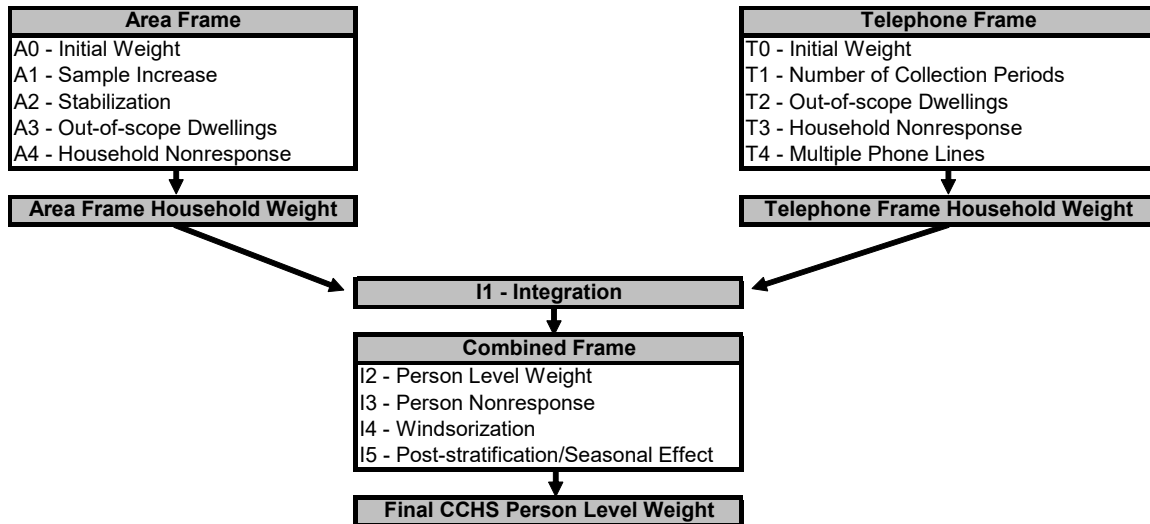 Area Frame
A0 - Initial Weight
A1 - Sample Increase
A2 - Stabilization
A3 - Out-of-scope Dwellings
A4 - Household Nonresponse
Area Frame Household Weight
Telephone Frame
T0 - Initial Weight
T1 - Number of Collection Periods
T2 - Out-of-scope Dwellings
T3 - Household Nonresponse
T4 - Multiple Phone Lines
Telephone Frame Household Weight
I1 - Integration
Combined Frame
I2 - Person Level Weight
I3 - Person Nonresponse
I4 - Windsorization
I5 - Post-stratification/Seasonal Effect
Final CCHS Person Level Weight